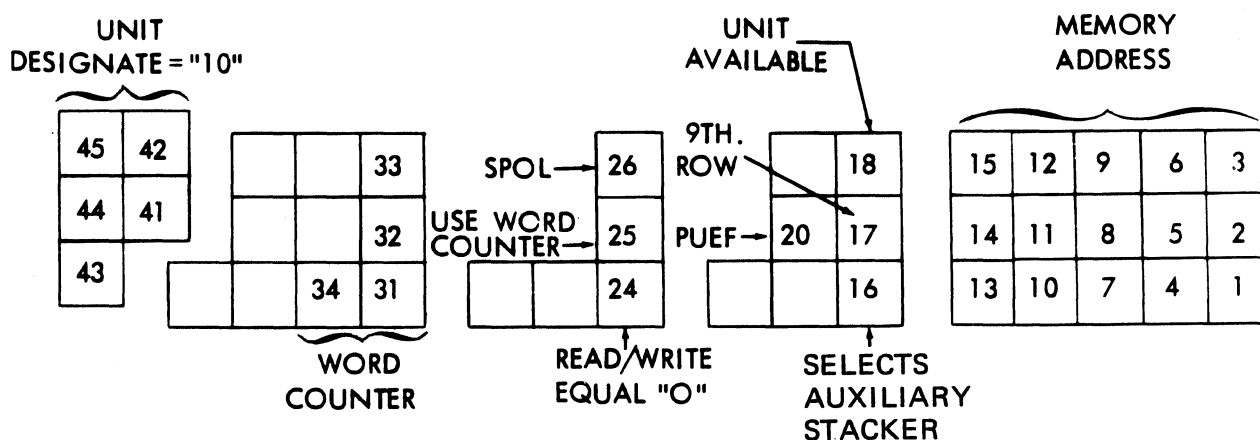 UNIT
DESIGNATE = "10"
45 42
44 41
43
33
32
34 31
WORD
COUNTER
SPOL
26
USE WORD
COUNTER
25
24
READ/WRITE
EQUAL "O"
UNIT
AVAILABLE
9TH.
ROW
18
PUEF
20 17
16
SELECTS
AUXILIARY
STACKER
MEMORY
ADDRESS
15 12 9 6 3
14 11 8 5 2
13 10 7 4 1